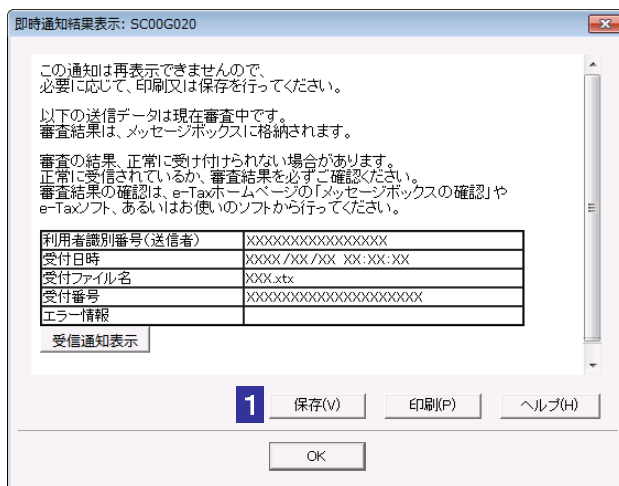 即時通知結果表示: SC00G020
この通知は再表示できませんので、
必要に応じて、印刷又は保存を行ってください。
以下の送信データは現在審査中です。
審査結果は、メッセージボックスに格納されます。
審査の結果、正常に受け付けられない場合があります。
正常に受信されているか、審査結果を必ずご確認ください。
審査結果の確認は、e-Taxホームページの「メッセージボックスの確認」や
e-Taxソフト、あるいはお使いのソフトから行ってください。
利用者識別番号(送信者) XXXXXXXXXXXXXXXX
受付日時 XXXX/XX/XX XX:XX:XX
受付ファイル名 XXX.xtx
受付番号 XXXXXXXXXXXXXXXXXXXX
エラー情報
受信通知表示
1 保存(V) 印刷(P) ヘルプ(H)
OK